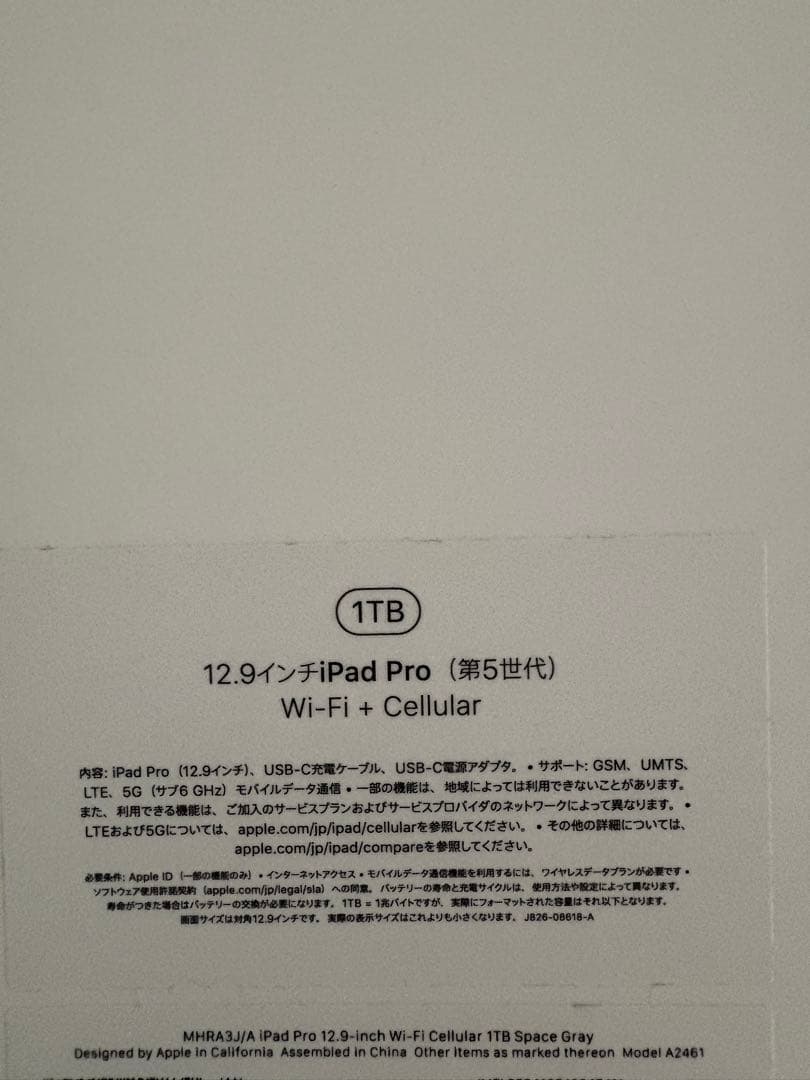 1TB
12.9インチiPad Pro（第5世代）
Wi-Fi + Cellular
内容: iPad Pro（12.9インチ）、USB-C充電ケーブル、USB-C電源アダプタ。• サポート: GSM、UMTS、
LTE、5G（サブ6 GHz）モバイルデータ通信 • 一部の機能は、地域によっては利用できないことがあります。
また、利用できる機能は、ご加入のサービスプランおよびサービスプロバイダのネットワークによって異なります。•
LTEおよび5Gについては、apple.com/jp/ipad/cellularを参照してください。• その他の詳細については、
apple.com/jp/ipad/compareを参照してください。
必要条件: Apple ID（一部の機能のみ）• インターネットアクセス • モバイルデータ通信機能を利用するには、ワイヤレスデータプランが必要です •
ソフトウェア使用許諾契約（apple.com/jp/legal/sla）への同意。バッテリーの寿命と充電サイクルは、使用方法や設定によって異なります。
寿命がつきた場合はバッテリーの交換が必要になります。1TB = 1兆バイトですが、実際にフォーマットされた容量はそれ以下となります。
画面サイズは対角12.9インチです。実際の表示サイズはこれよりも小さくなります。J826-06618-A
MHRA3J/A iPad Pro 12.9-inch Wi-Fi Cellular 1TB Space Gray
Designed by Apple in California Assembled in China Other items as marked thereon Model A2461